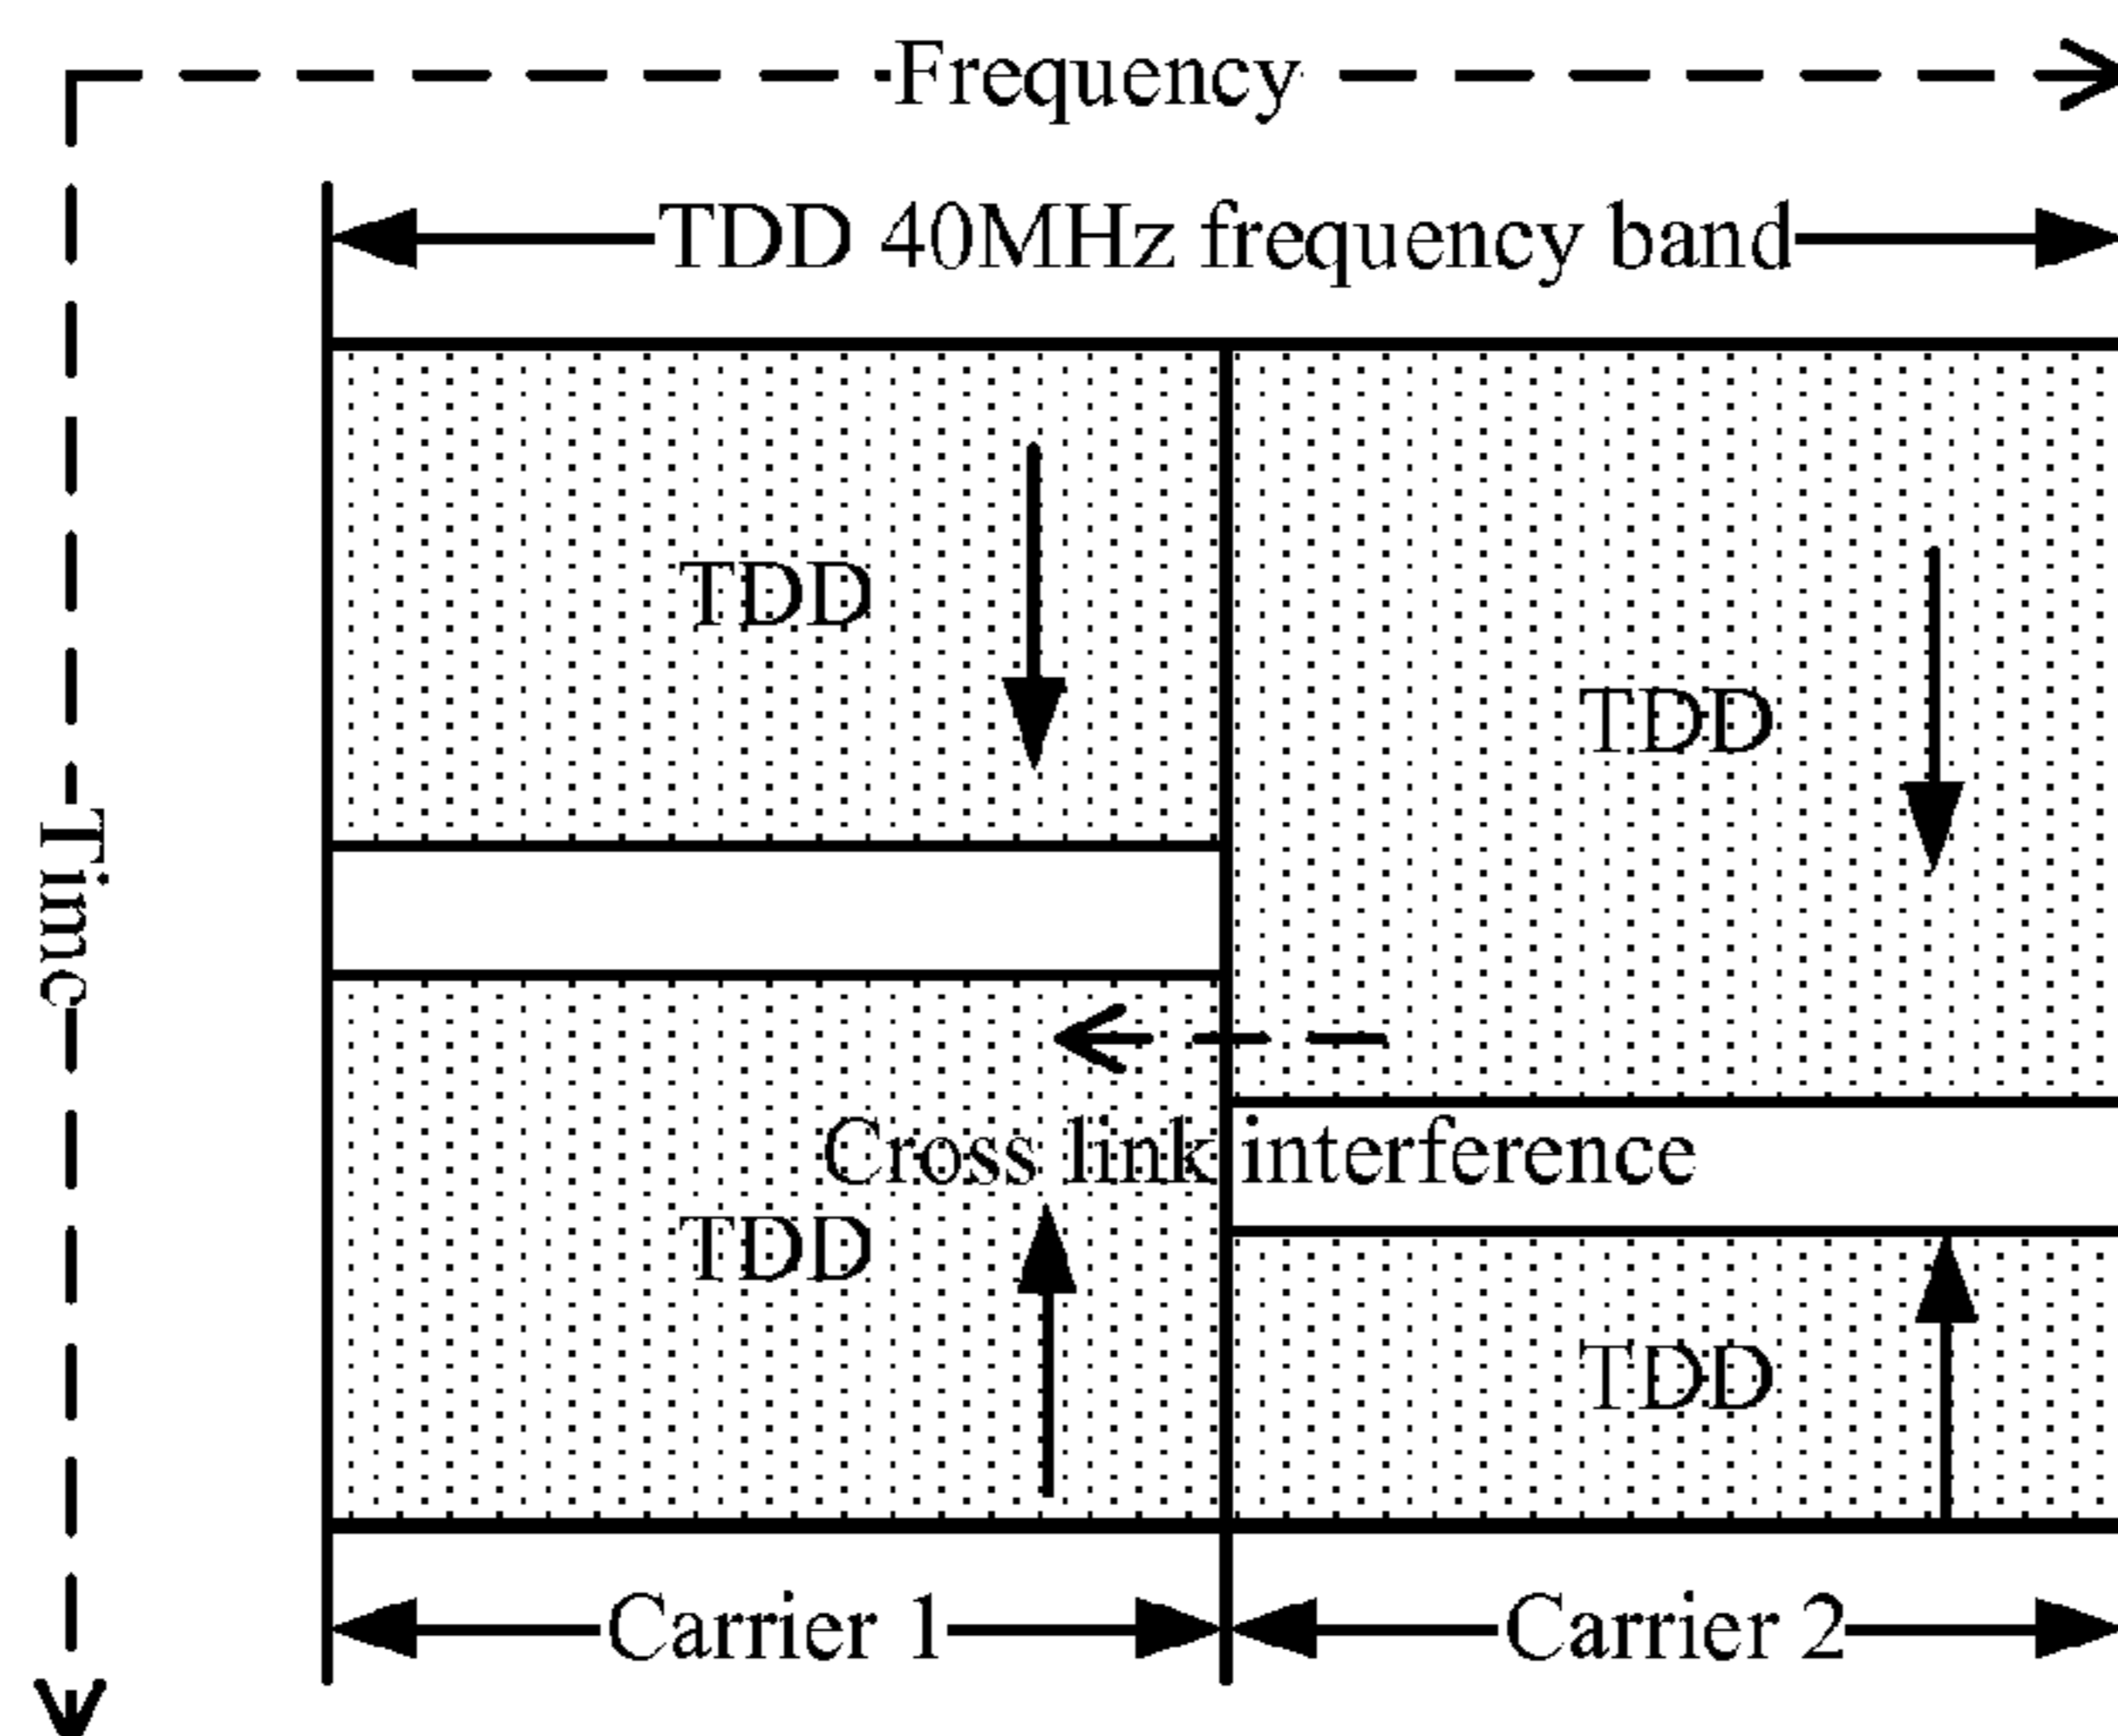 Frequency
TDD 40MHz frequency band
TDD
TDD
Time
Cross link interference
TDD
TDD
Carrier 1
Carrier 2